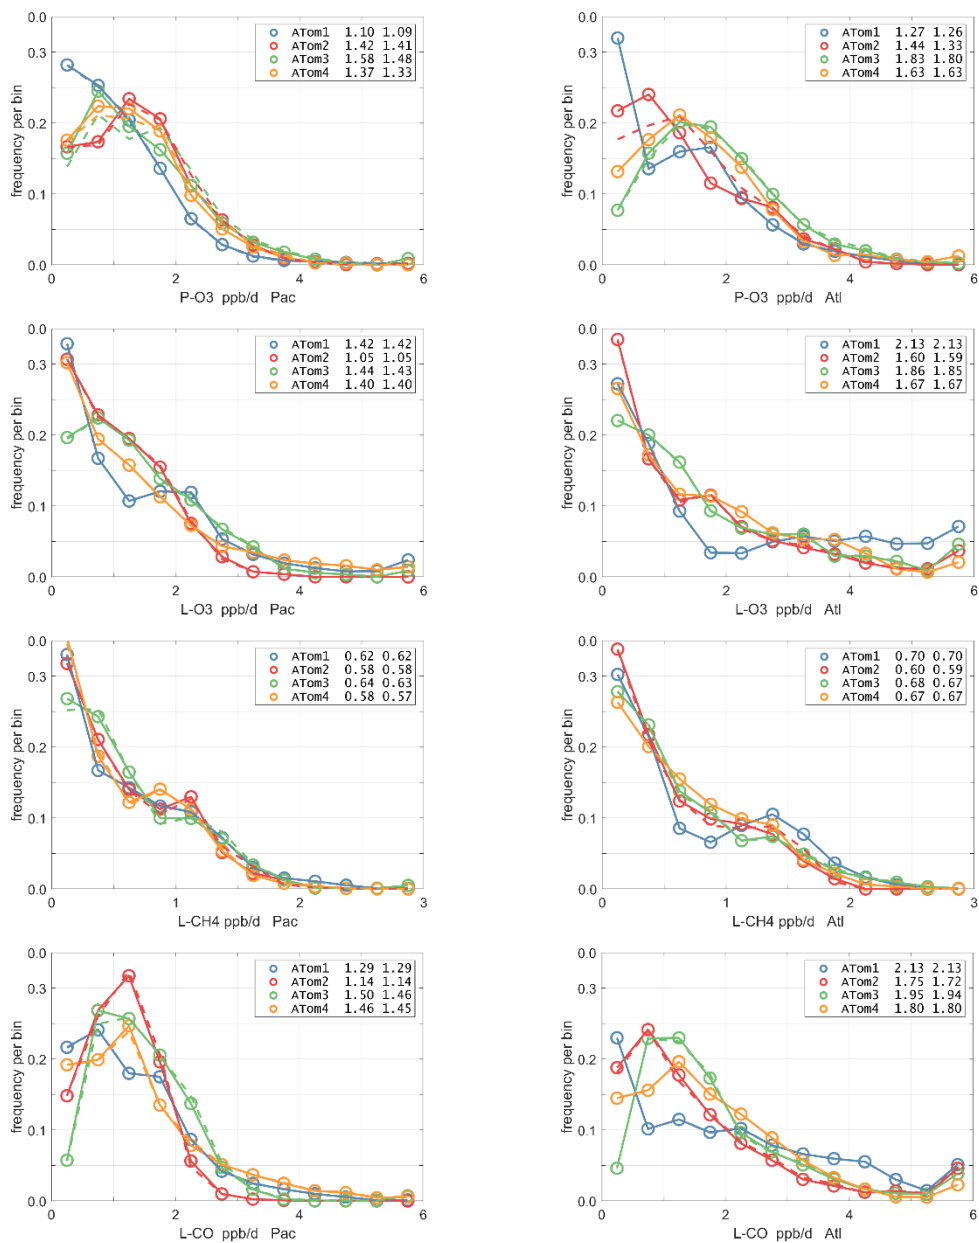 0.0
0.3
0.2
0.1
0.0
frequency per bin
0 2 4 6
P-O3 ppb/d Pac
ATom1 1.10 1.09
ATom2 1.42 1.41
ATom3 1.58 1.48
ATom4 1.37 1.33
0.0
0.3
0.2
0.1
0.0
frequency per bin
0 2 4 6
P-O3 ppb/d Atl
ATom1 1.27 1.26
ATom2 1.44 1.33
ATom3 1.83 1.80
ATom4 1.63 1.63
0.0
0.3
0.2
0.1
0.0
frequency per bin
0 2 4 6
L-O3 ppb/d Pac
ATom1 1.42 1.42
ATom2 1.05 1.05
ATom3 1.44 1.43
ATom4 1.40 1.40
0.0
0.3
0.2
0.1
0.0
frequency per bin
0 2 4 6
L-O3 ppb/d Atl
ATom1 2.13 2.13
ATom2 1.60 1.59
ATom3 1.86 1.85
ATom4 1.67 1.67
0.0
0.3
0.2
0.1
0.0
frequency per bin
0 1 2 3
L-CH4 ppb/d Pac
ATom1 0.62 0.62
ATom2 0.58 0.58
ATom3 0.64 0.63
ATom4 0.58 0.57
0.0
0.3
0.2
0.1
0.0
frequency per bin
0 1 2 3
L-CH4 ppb/d Atl
ATom1 0.70 0.70
ATom2 0.60 0.59
ATom3 0.68 0.67
ATom4 0.67 0.67
0.0
0.3
0.2
0.1
0.0
frequency per bin
0 2 4 6
L-CO ppb/d Pac
ATom1 1.29 1.29
ATom2 1.14 1.14
ATom3 1.50 1.46
ATom4 1.46 1.45
0.0
0.3
0.2
0.1
0.0
frequency per bin
0 2 4 6
L-CO ppb/d Atl
ATom1 2.13 2.13
ATom2 1.75 1.72
ATom3 1.95 1.94
ATom4 1.80 1.80